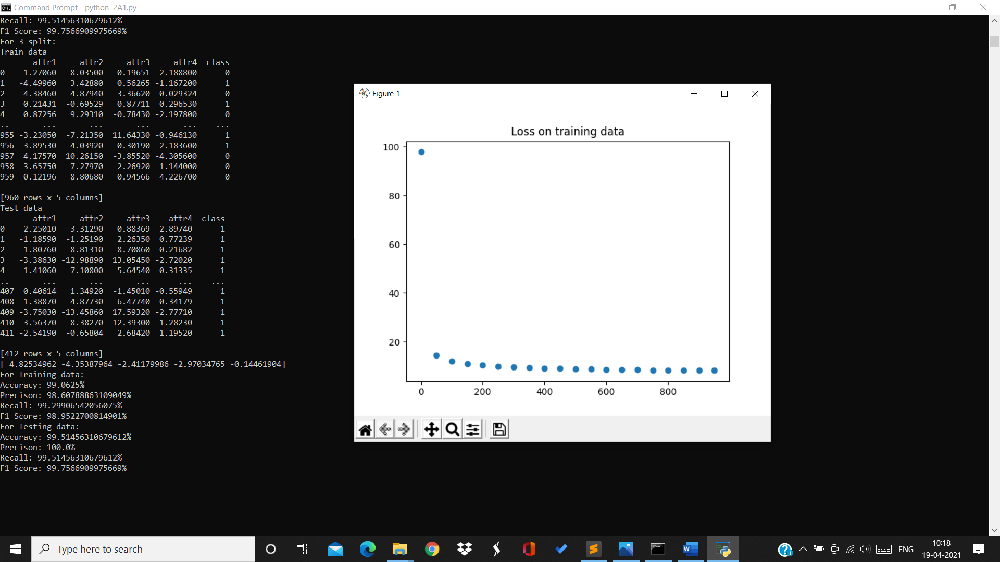 Command Prompt - python  2A1.py
Recall: 99.51456310679612%
F1 Score: 99.7566909975669%
For 3 split:
Train data
       attr1     attr2     attr3     attr4  class
0    1.27060   8.03500  -0.19651 -2.188800      0
1   -4.49960   3.42880   0.56265 -1.167200      1
2    4.38460  -4.87940   3.36620 -0.029324      0
3    0.21431  -0.69529   0.87711  0.296530      1
4    0.87256   9.29310  -0.78430 -2.197800      0
..       ...       ...       ...       ...    ...
955 -3.23050  -7.21350  11.64330 -0.946130      1
956 -3.89530   4.03920  -0.30190 -2.183600      1
957  4.17570  10.26150  -3.85520 -4.305600      0
958  3.65750   7.27970  -2.26920 -1.144000      0
959 -0.12196   8.80680   0.94566 -4.226700      0
[960 rows x 5 columns]
Test data
       attr1     attr2     attr3    attr4  class
0   -2.25010   3.31290  -0.88369 -2.89740      1
1   -1.18590  -1.25190   2.26350  0.77239      1
2   -1.80760  -8.81310   8.70860 -0.21682      1
3   -3.38630 -12.98890  13.05450 -2.72020      1
4   -1.41060  -7.10800   5.64540  0.31335      1
..       ...       ...       ...      ...    ...
407  0.40614   1.34920  -1.45010 -0.55949      1
408 -1.38870  -4.87730   6.47740  0.34179      1
409 -3.75030 -13.45860  17.59320 -2.77710      1
410 -3.56370  -8.38270  12.39300 -1.28230      1
411 -2.54190  -0.65804   2.68420  1.19520      1
[412 rows x 5 columns]
[ 4.82534962 -4.35387964 -2.41179986 -2.97034765 -0.14461904]
For Training data:
Accuracy: 99.0625%
Precison: 98.60788863109049%
Recall: 99.29906542056075%
F1 Score: 98.9522700814901%
For Testing data:
Accuracy: 99.51456310679612%
Precison: 100.0%
Recall: 99.51456310679612%
F1 Score: 99.7566909975669%
Figure 1
Loss on training data
100
80
60
40
20
0 200 400 600 800
Type here to search
ENG
10:18
19-04-2021